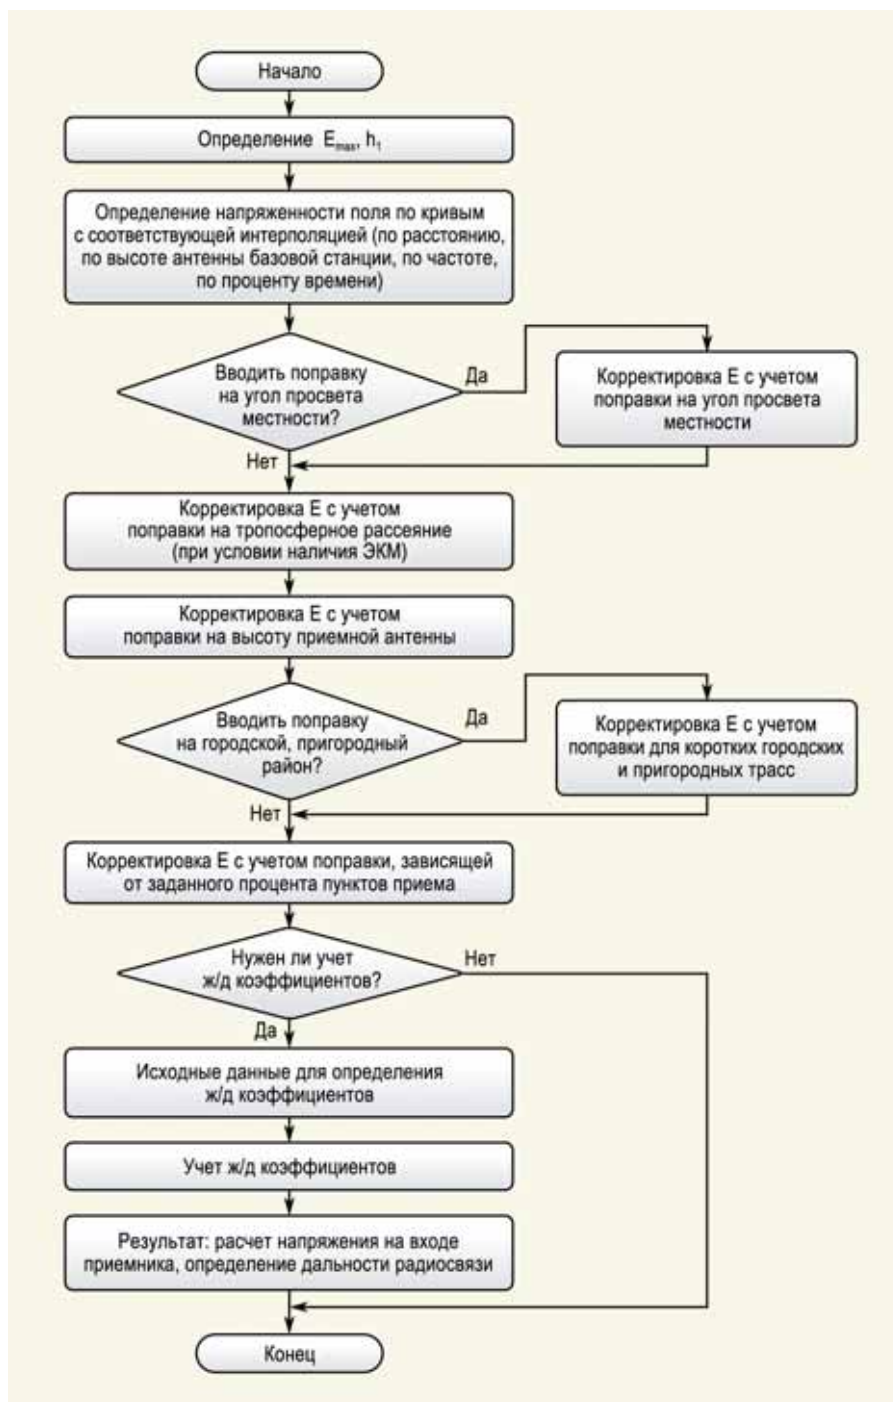 Начало
Определение Emax, h1
Определение напряженности поля по кривым
с соответствующей интерполяцией (по расстоянию,
по высоте антенны базовой станции, по частоте,
по проценту времени)
Вводить поправку
на угол просвета
местности?
Да
Корректировка Е с учетом
поправки на угол просвета
местности
Нет
Корректировка Е с учетом
поправки на тропосферное рассеяние
(при условии наличия ЭКМ)
Корректировка Е с учетом
поправки на высоту приемной антенны
Вводить поправку
на городской, пригородный
район?
Да
Корректировка Е с учетом
поправки для коротких городских
и пригородных трасс
Нет
Корректировка Е с учетом поправки, зависящей
от заданного процента пунктов приема
Нужен ли учет
ж/д коэффициентов?
Нет
Да
Исходные данные для определения
ж/д коэффициентов
Учет ж/д коэффициентов
Результат: расчет напряжения на входе
приемника, определение дальности радиосвязи
Конец